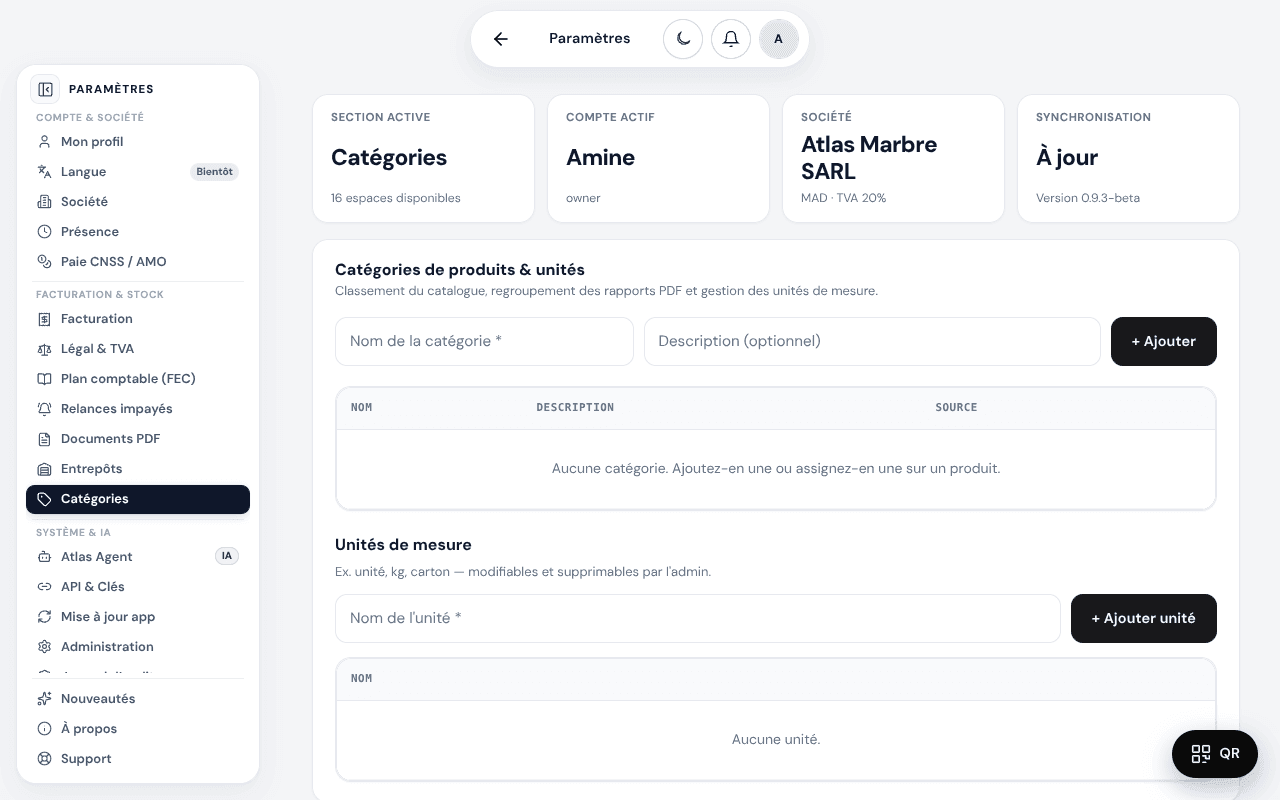 Paramètres
A
PARAMÈTRES
COMPTE & SOCIÉTÉ
Mon profil
Langue
Bientôt
Société
Présence
Paie CNSS / AMO
FACTURATION & STOCK
Facturation
Légal & TVA
Plan comptable (FEC)
Relances impayés
Documents PDF
Entrepôts
Catégories
SYSTÈME & IA
Atlas Agent
IA
API & Clés
Mise à jour app
Administration
Nouveautés
À propos
Support
SECTION ACTIVE
Catégories
16 espaces disponibles
COMPTE ACTIF
Amine
owner
SOCIÉTÉ
Atlas Marbre
SARL
MAD · TVA 20%
SYNCHRONISATION
À jour
Version 0.9.3-beta
Catégories de produits & unités
Classement du catalogue, regroupement des rapports PDF et gestion des unités de mesure.
Nom de la catégorie *
Description (optionnel)
+ Ajouter
NOM DESCRIPTION SOURCE
Aucune catégorie. Ajoutez-en une ou assignez-en une sur un produit.
Unités de mesure
Ex. unité, kg, carton — modifiables et supprimables par l'admin.
Nom de l'unité *
+ Ajouter unité
NOM
Aucune unité.
QR